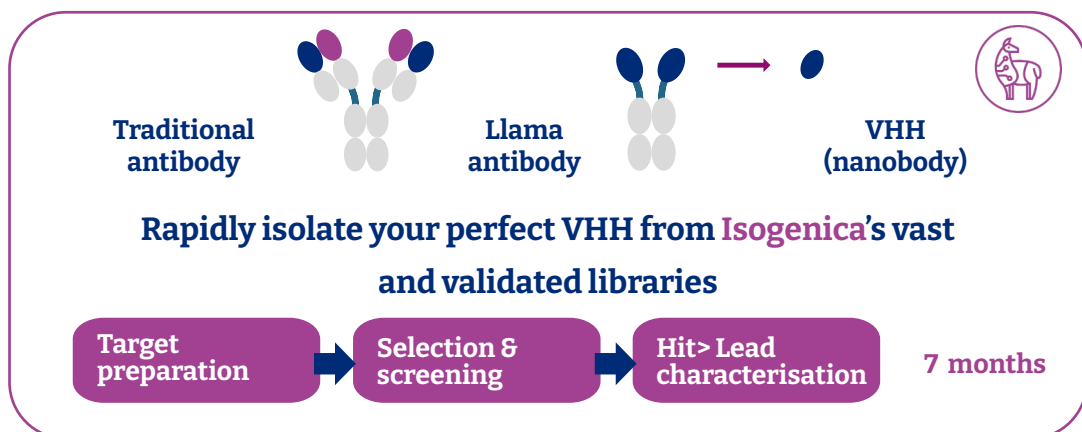 Traditional
antibody
Llama
antibody
VHH
(nanobody)
Rapidly isolate your perfect VHH from Isogenica's vast
and validated libraries
Target
preparation
Selection &
screening
Hit> Lead
characterisation
7 months